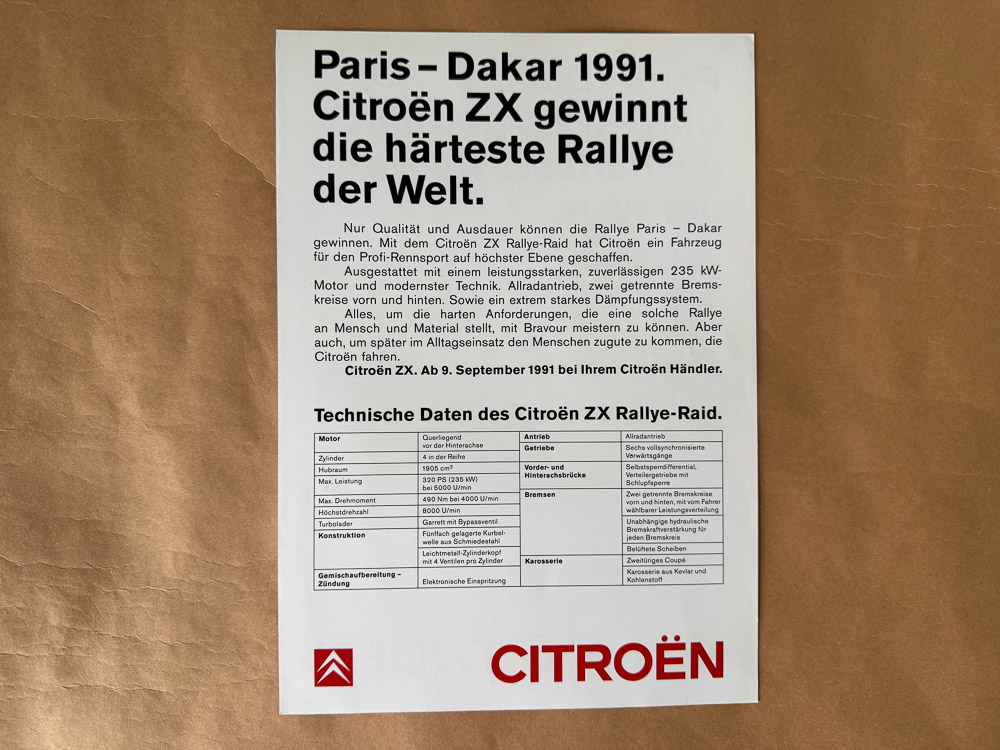 Paris – Dakar 1991.
Citroën ZX gewinnt
die härteste Rallye
der Welt.
Nur Qualität und Ausdauer können die Rallye Paris – Dakar
gewinnen. Mit dem Citroën ZX Rallye-Raid hat Citroën ein Fahrzeug
für den Profi-Rennsport auf höchster Ebene geschaffen.
Ausgestattet mit einem leistungsstarken, zuverlässigen 235 kW-
Motor und modernster Technik. Allradantrieb, zwei getrennte Brems-
kreise vorn und hinten. Sowie ein extrem starkes Dämpfungssystem.
Alles, um die harten Anforderungen, die eine solche Rallye
an Mensch und Material stellt, mit Bravour meistern zu können. Aber
auch, um später im Alltagseinsatz den Menschen zugute zu kommen, die
Citroën fahren.
Citroën ZX. Ab 9. September 1991 bei Ihrem Citroën Händler.
Technische Daten des Citroën ZX Rallye-Raid.
Motor
Querliegend
vor der Hinterachse
Zylinder
4 in der Reihe
Hubraum
1905 cm³
Max. Leistung
320 PS (235 kW)
bei 5000 U/min
Max. Drehmoment
490 Nm bei 4000 U/min
Höchstdrehzahl
8000 U/min
Turbolader
Garrett mit Bypassventil
Konstruktion
Fünffach gelagerte Kurbel-
welle aus Schmiedestahl
Leichtmetall-Zylinderkopf
mit 4 Ventilen pro Zylinder
Gemischaufbereitung –
Zündung
Elektronische Einspritzung
Antrieb
Allradantrieb
Getriebe
Sechs vollsynchronisierte
Vorwärtsgänge
Vorder- und
Hinterachsbrücke
Selbstsperrdifferential,
Verteilergetriebe mit
Schlupfsperre
Bremsen
Zwei getrennte Bremskreise
vorn und hinten, mit vom Fahrer
wählbarer Leistungsverteilung
Unabhängige hydraulische
Bremskraftverstärkung für
jeden Bremskreis
Belüftete Scheiben
Karosserie
Zweitüriges Coupé
Karosserie aus Kevlar und
Kohlenstoff
CITROËN